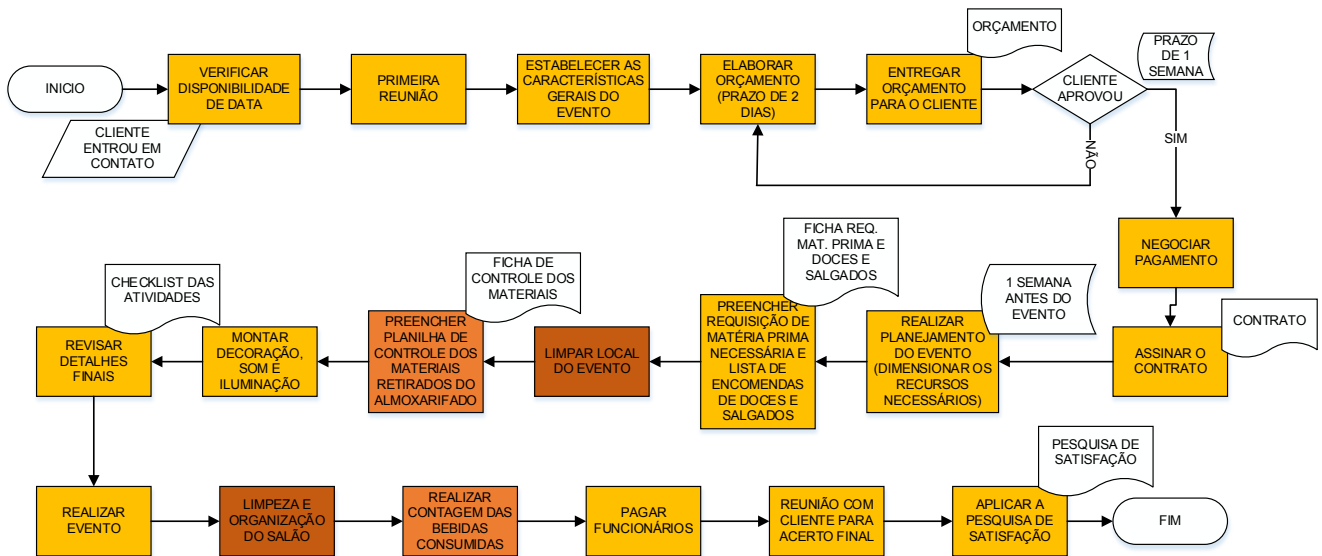 INICIO
CLIENTE
ENTROU EM
CONTATO
VERIFICAR
DISPONIBILIDADE
DE DATA
PRIMEIRA
REUNIÃO
ESTABELECER AS
CARACTERÍSTICAS
GERAIS DO
EVENTO
ELABORAR
ORÇAMENTO
(PRAZO DE 2
DIAS)
ORÇAMENTO
ENTREGAR
ORÇAMENTO
PARA O CLIENTE
CLIENTE
APROVOU
PRAZO
DE 1
SEMANA
NÃO
SIM
NEGOCIAR
PAGAMENTO
CONTRATO
ASSINAR O
CONTRATO
1 SEMANA
ANTES DO
EVENTO
REALIZAR
PLANEJAMENTO
DO EVENTO
(DIMENSIONAR OS
RECURSOS
NECESSÁRIOS)
FICHA REQ.
MAT. PRIMA E
DOCES E
SALGADOS
PREENCHER
REQUISIÇÃO DE
MATÉRIA PRIMA
NECESSÁRIA E
LISTA DE
ENCOMENDAS
DE DOCES E
SALGADOS
LIMPAR LOCAL
DO EVENTO
FICHA DE
CONTROLE DOS
MATERIAIS
PREENCHER
PLANILHA DE
CONTROLE DOS
MATERIAIS
RETIRADOS DO
ALMOXARIFADO
MONTAR
DECORAÇÃO,
SOM E
ILUMINAÇÃO
CHECKLIST DAS
ATIVIDADES
REVISAR
DETALHES
FINAIS
REALIZAR
EVENTO
LIMPEZA E
ORGANIZAÇÃO
DO SALÃO
REALIZAR
CONTAGEM DAS
BEBIDAS
CONSUMIDAS
PAGAR
FUNCIONÁRIOS
REUNIÃO COM
CLIENTE PARA
ACERTO FINAL
PESQUISA DE
SATISFAÇÃO
APLICAR A
PESQUISA DE
SATISFAÇÃO
FIM